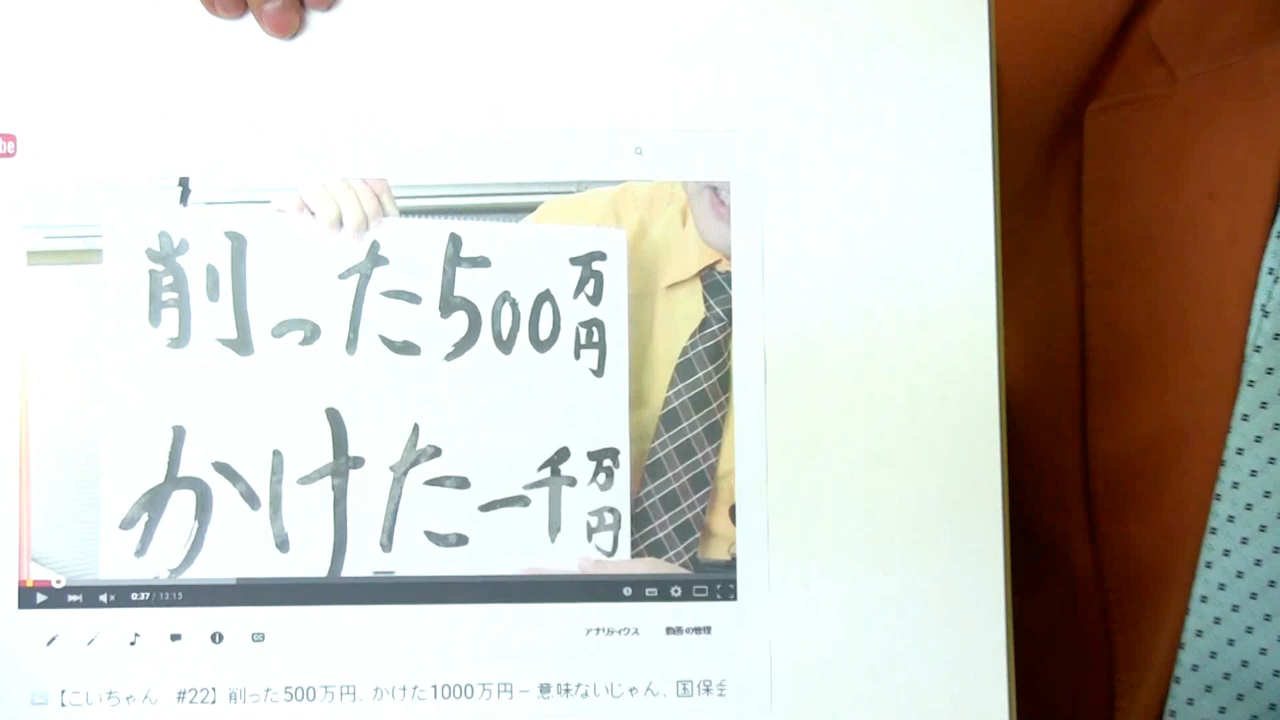 be
削った500万円
かけた一千万円
0:37 / 13:13
アナリティクス 動画の管理
【こいちゃん #22】削った500万円、かけた1000万円 – 意味ないじゃん、国保会